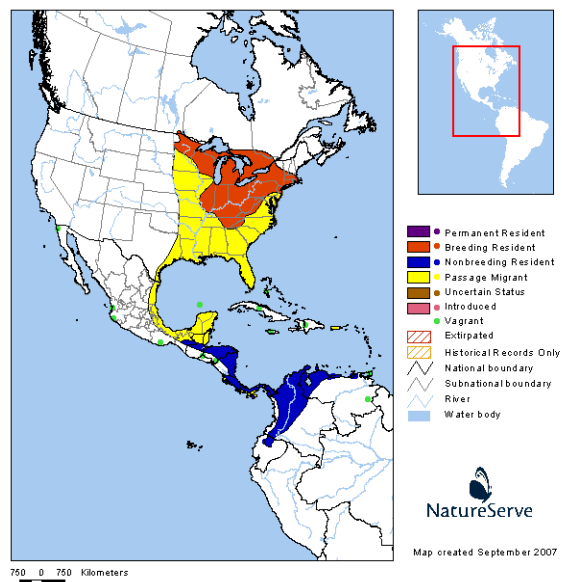 Permanent Resident
Breeding Resident
Nonbreeding Resident
Passage Migrant
Uncertain Status
Introduced
Vagrant
Extirpated
Historical Records Only
National boundary
Subnational boundary
River
Water body
NatureServe
Map created September 2007
750 0 750 Kilometers